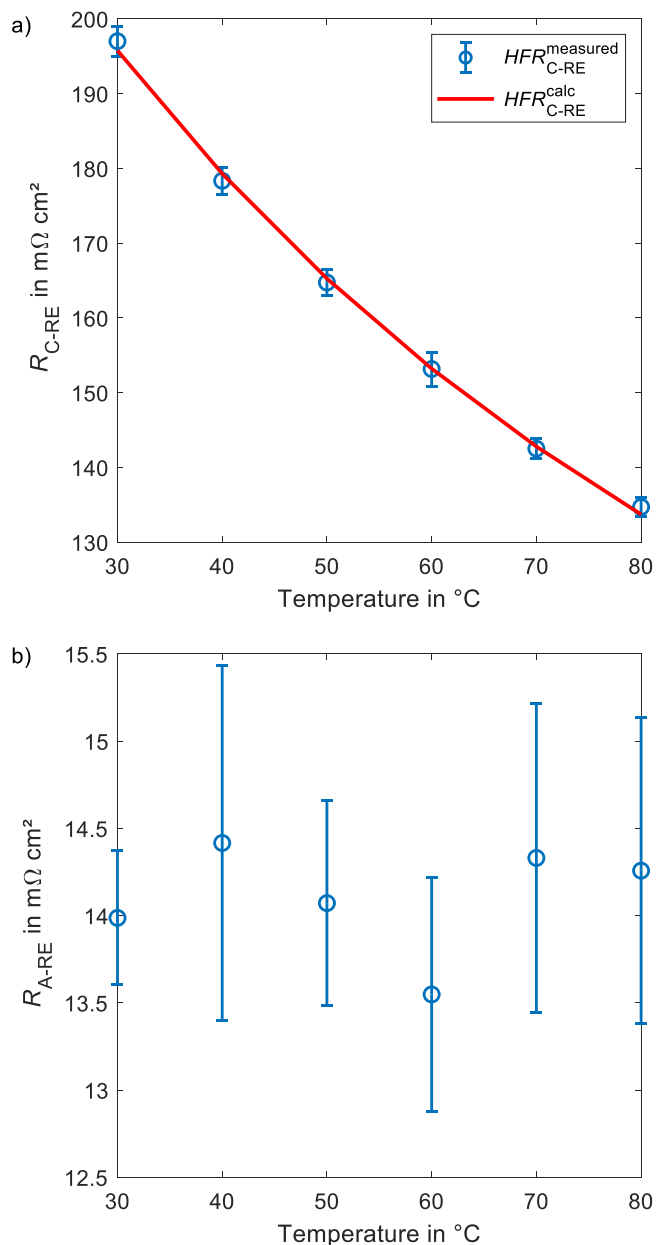 a)
200
190
180
170
160
150
140
130
30 40 50 60 70 80
R_C-RE in mΩ cm²
Temperature in °C
HFR^measured_C-RE
HFR^calc_C-RE
b)
15.5
15
14.5
14
13.5
13
12.5
30 40 50 60 70 80
R_A-RE in mΩ cm²
Temperature in °C